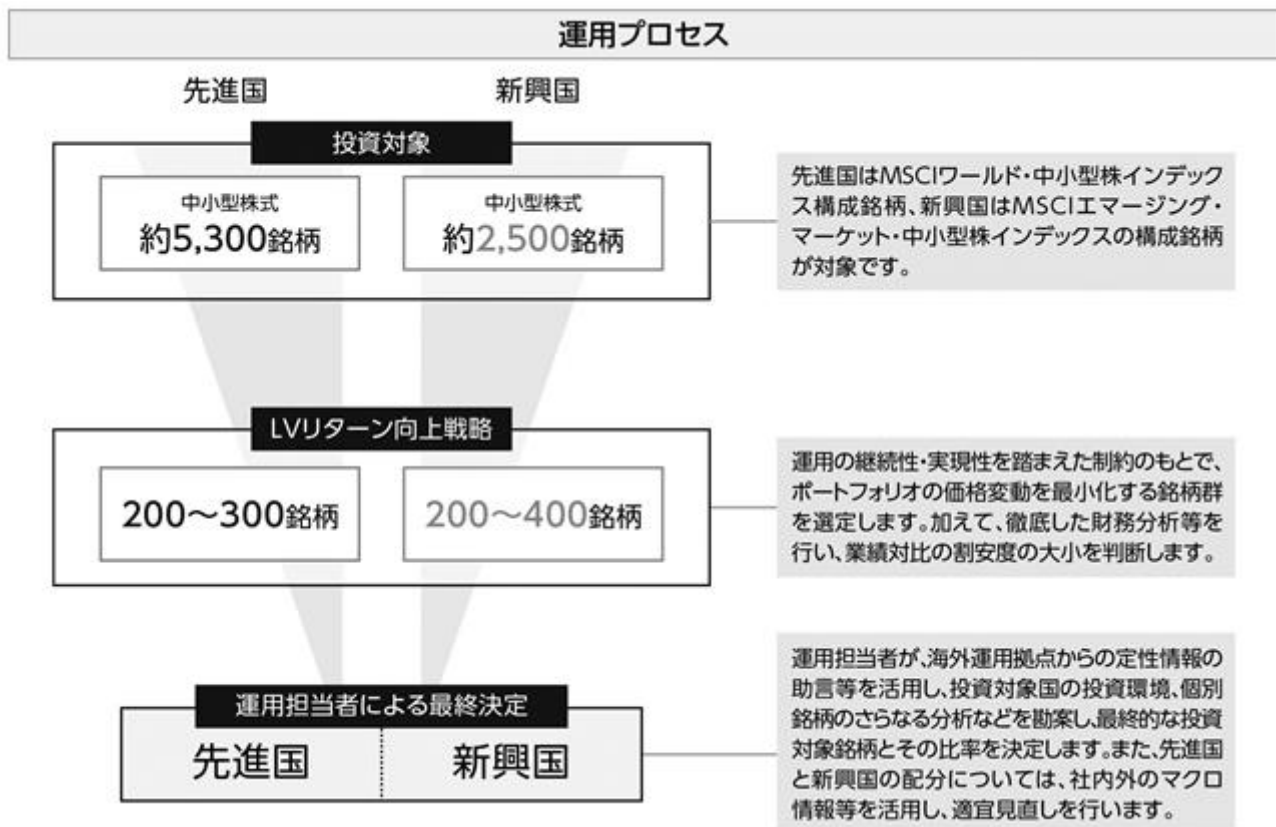 運用プロセス
先進国
新興国
投資対象
中小型株式
約5,300銘柄
中小型株式
約2,500銘柄
先進国はMSCIワールド・中小型株インデック
ス構成銘柄、新興国はMSCIエマージング・
マーケット・中小型株インデックスの構成銘柄
が対象です。
LVリターン向上戦略
200～300銘柄
200～400銘柄
運用の継続性・実現性を踏まえた制約のもとで、
ポートフォリオの価格変動を最小化する銘柄群
を選定します。加えて、徹底した財務分析等を
行い、業績対比の割安度の大小を判断します。
運用担当者による最終決定
先進国
新興国
運用担当者が、海外運用拠点からの定性情報の
助言等を活用し、投資対象国の投資環境、個別
銘柄のさらなる分析などを勘案し、最終的な投資
対象銘柄とその比率を決定します。また、先進国
と新興国の配分については、社内外のマクロ
情報等を活用し、適宜見直しを行います。